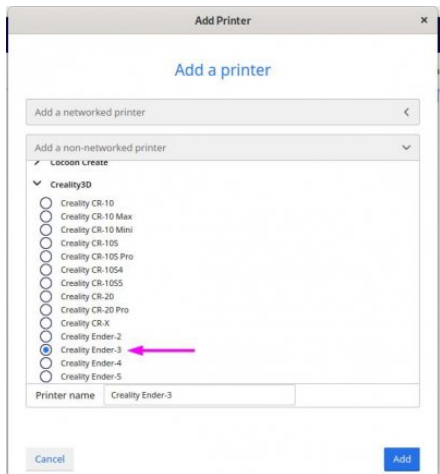 Add Printer
Add a printer
Add a networked printer
Add a non-networked printer
Cocoon Create
Creality3D
Creality CR-10
Creality CR-10 Max
Creality CR-10 Mini
Creality CR-10S
Creality CR-10S Pro
Creality CR-10S4
Creality CR-10S5
Creality CR-20
Creality CR-20 Pro
Creality CR-X
Creality Ender-2
Creality Ender-3
Creality Ender-4
Creality Ender-5
Printer name Creality Ender-3
Cancel Add